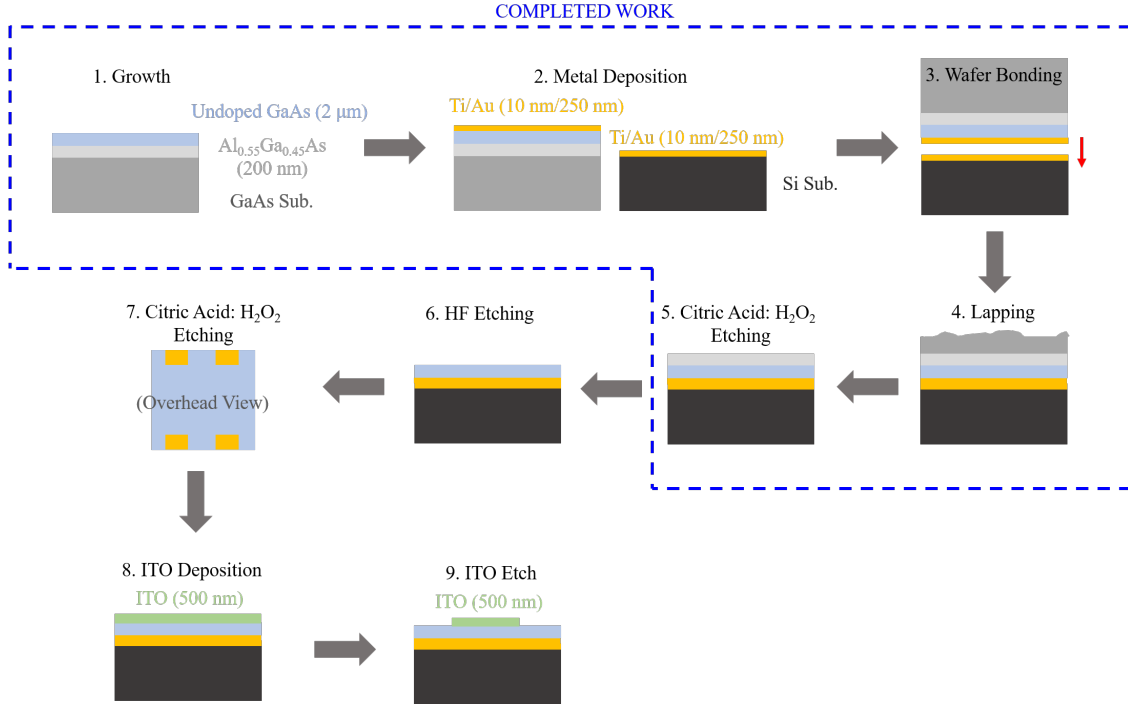 COMPLETED WORK
1. Growth
Undoped GaAs (2 μm)
Al₀.₅₅Ga₀.₄₅As
(200 nm)
GaAs Sub.
2. Metal Deposition
Ti/Au (10 nm/250 nm)
Ti/Au (10 nm/250 nm)
Si Sub.
3. Wafer Bonding
4. Lapping
5. Citric Acid: H₂O₂
Etching
6. HF Etching
7. Citric Acid: H₂O₂
Etching
(Overhead View)
8. ITO Deposition
ITO (500 nm)
9. ITO Etch
ITO (500 nm)